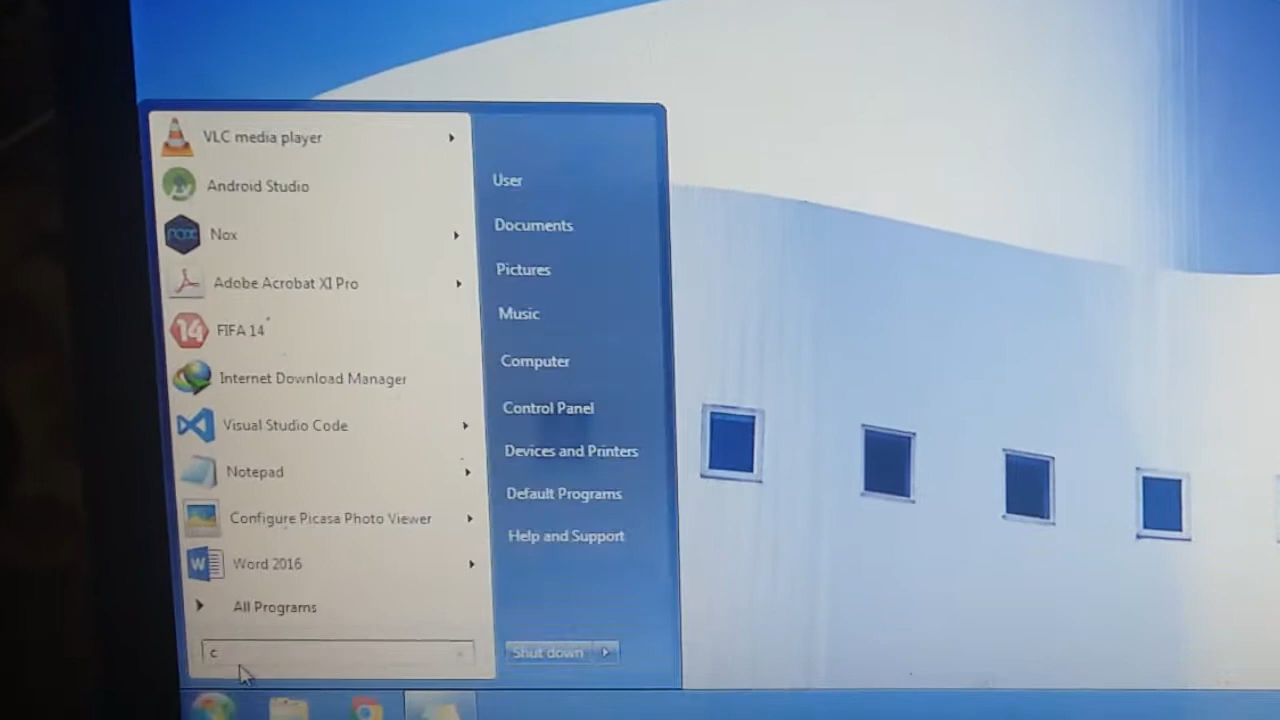 VLC media player
Android Studio
nox
Nox
Adobe Acrobat XI Pro
14
FIFA 14
Internet Download Manager
Visual Studio Code
Notepad
Configure Picasa Photo Viewer
W
Word 2016
All Programs
c
User
Documents
Pictures
Music
Computer
Control Panel
Devices and Printers
Default Programs
Help and Support
Shut down